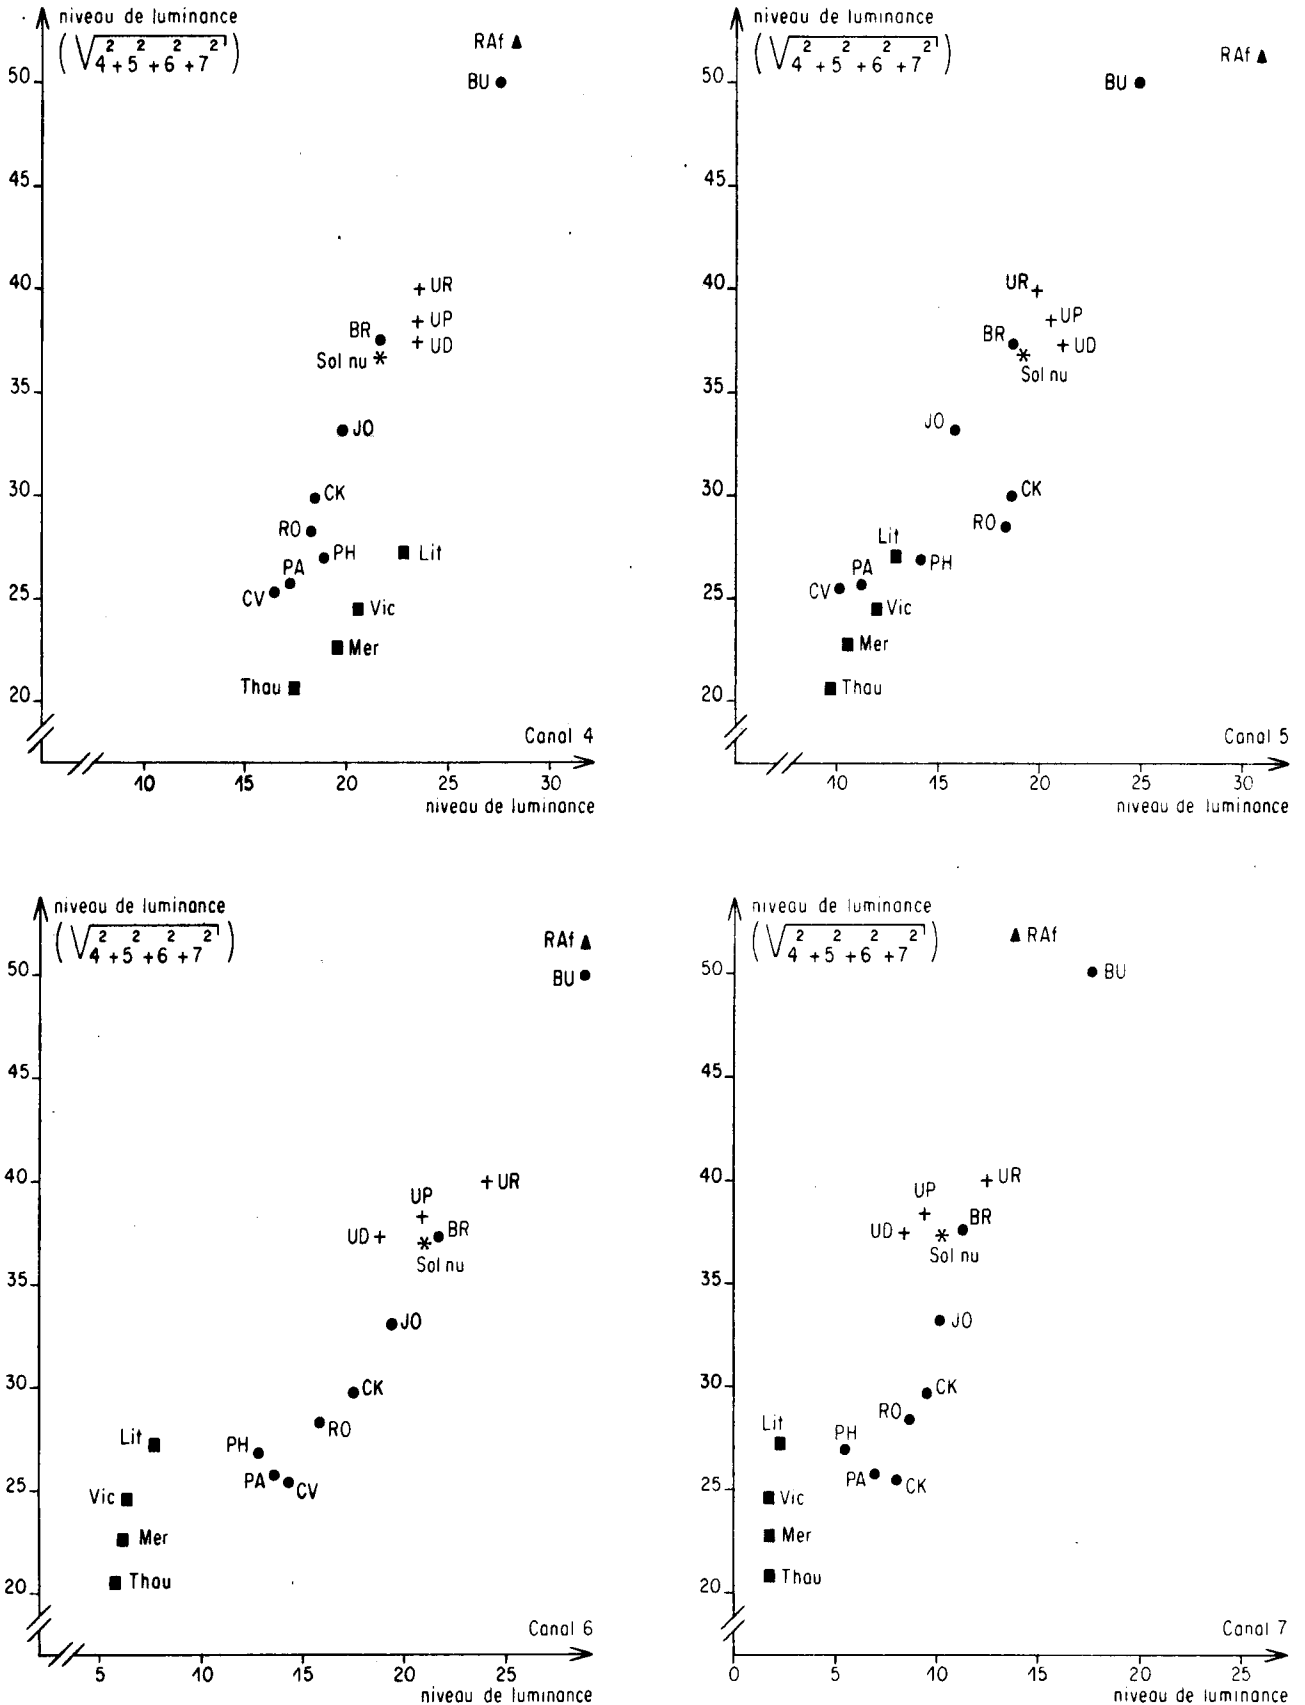 niveau de luminance
(√4²+5²+6²+7²)
RAf
BU
50
45
40
35
30
25
20
UR
UP
UD
BR
Sol nu
JO
CK
RO
PH
PA
CV
Lit
Vic
Mer
Thau
Canal 4
10 15 20 25 30
niveau de luminance
niveau de luminance
(√4²+5²+6²+7²)
RAf
BU
50
45
40
35
30
25
20
UR
UP
UD
BR
Sol nu
JO
CK
RO
Lit
PH
PA
CV
Vic
Mer
Thau
Canal 5
10 15 20 25 30
niveau de luminance
niveau de luminance
(√4²+5²+6²+7²)
RAf
BU
50
45
40
35
30
25
20
UR
UP
UD
BR
Sol nu
JO
CK
RO
Lit
PH
PA
CV
Vic
Mer
Thau
Canal 6
5 10 15 20 25
niveau de luminance
niveau de luminance
(√4²+5²+6²+7²)
RAf
BU
50
45
40
35
30
25
20
UR
UP
UD
BR
Sol nu
JO
CK
RO
Lit
PH
PA
CK
Vic
Mer
Thau
Canal 7
0 5 10 15 20 25
niveau de luminance